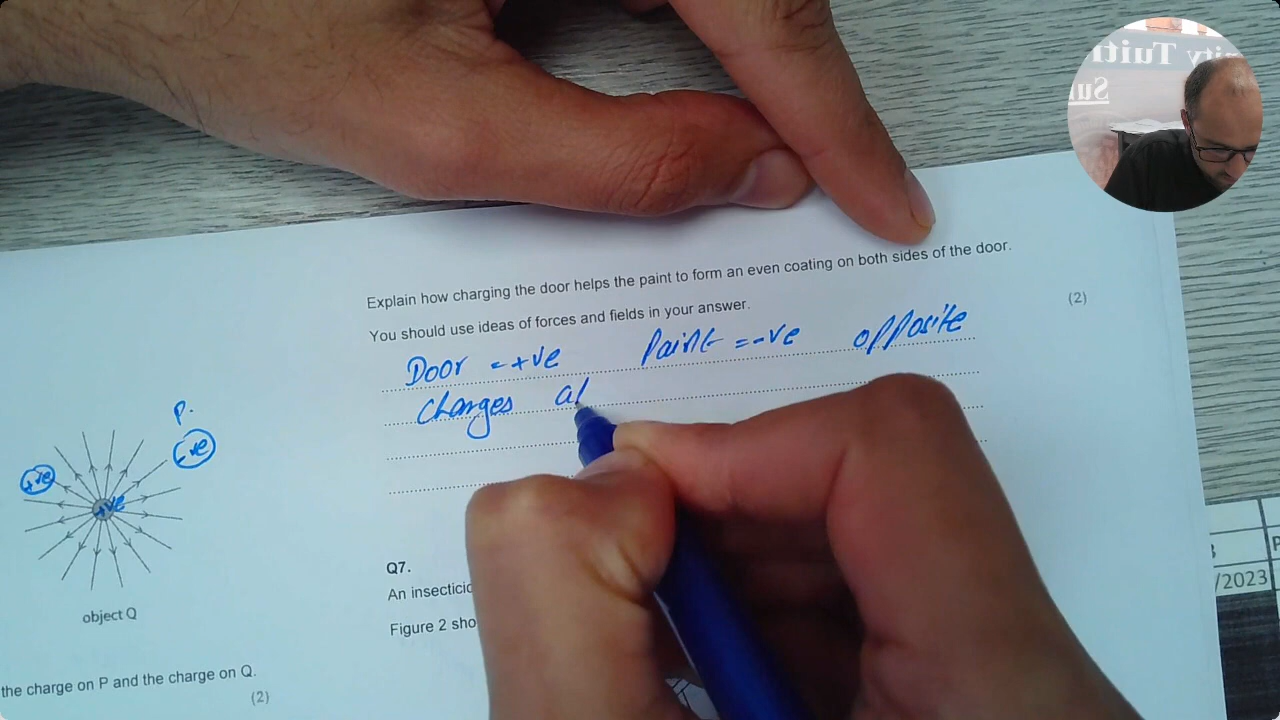 Explain how charging the door helps the paint to form an even coating on both sides of the door.
(2)
You should use ideas of forces and fields in your answer.
Door = +ve Paint = -ve opposite
charges
P.
-ve
+ve
+ve
object Q
the charge on P and the charge on Q.
(2)
Q7.
An insecticid
Figure 2 sho
/2023